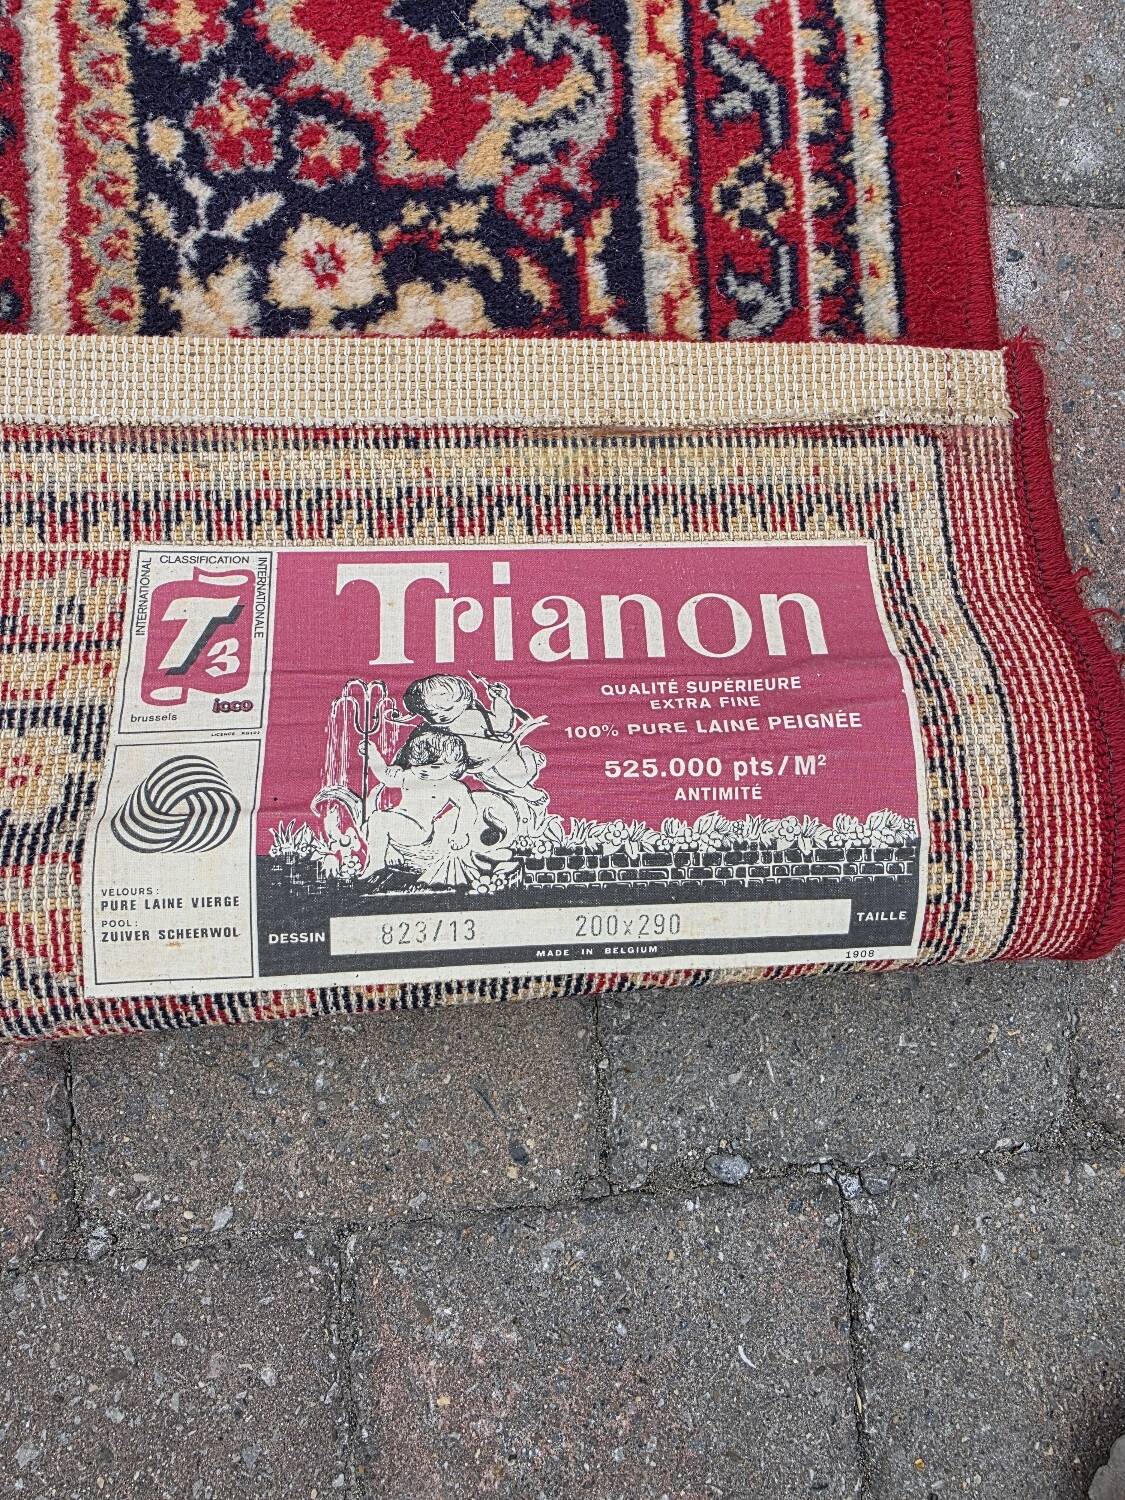 INTERNATIONAL
CLASSIFICATION
INTERNATIONALE
T3
brussels
icco
Trianon
QUALITÉ SUPÉRIEURE
EXTRA FINE
100% PURE LAINE PEIGNÉE
525.000 pts/M²
ANTIMITÉ
VELOURS:
PURE LAINE VIERGE
POOL:
ZUIVER SCHEERWOL
DESSIN 823/13 200x290 TAILLE
MADE IN BELGIUM
1908